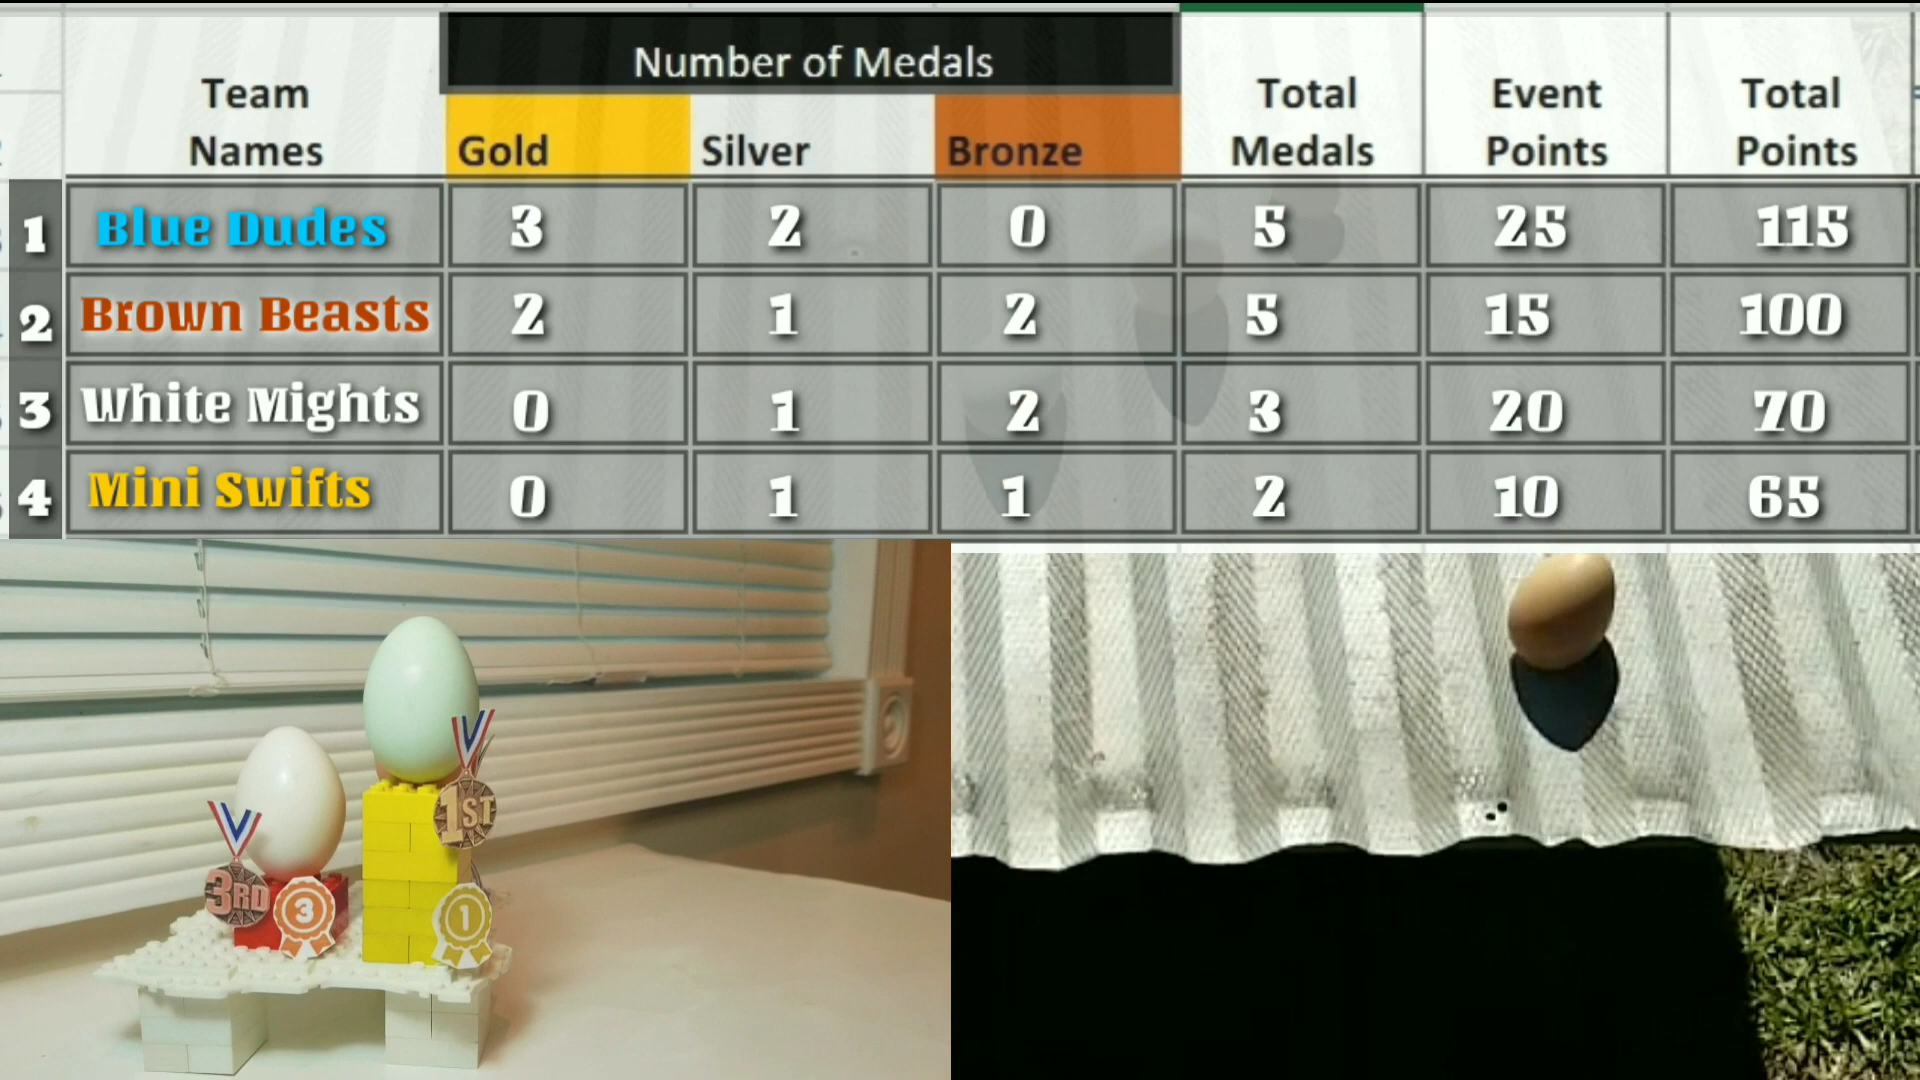 Number of Medals
Team Names
Gold
Silver
Bronze
Total Medals
Event Points
Total Points
1 Blue Dudes 3 2 0 5 25 115
2 Brown Beasts 2 1 2 5 15 100
3 White Mights 0 1 2 3 20 70
4 Mini Swifts 0 1 1 2 10 65
1ST
3RD
3
1